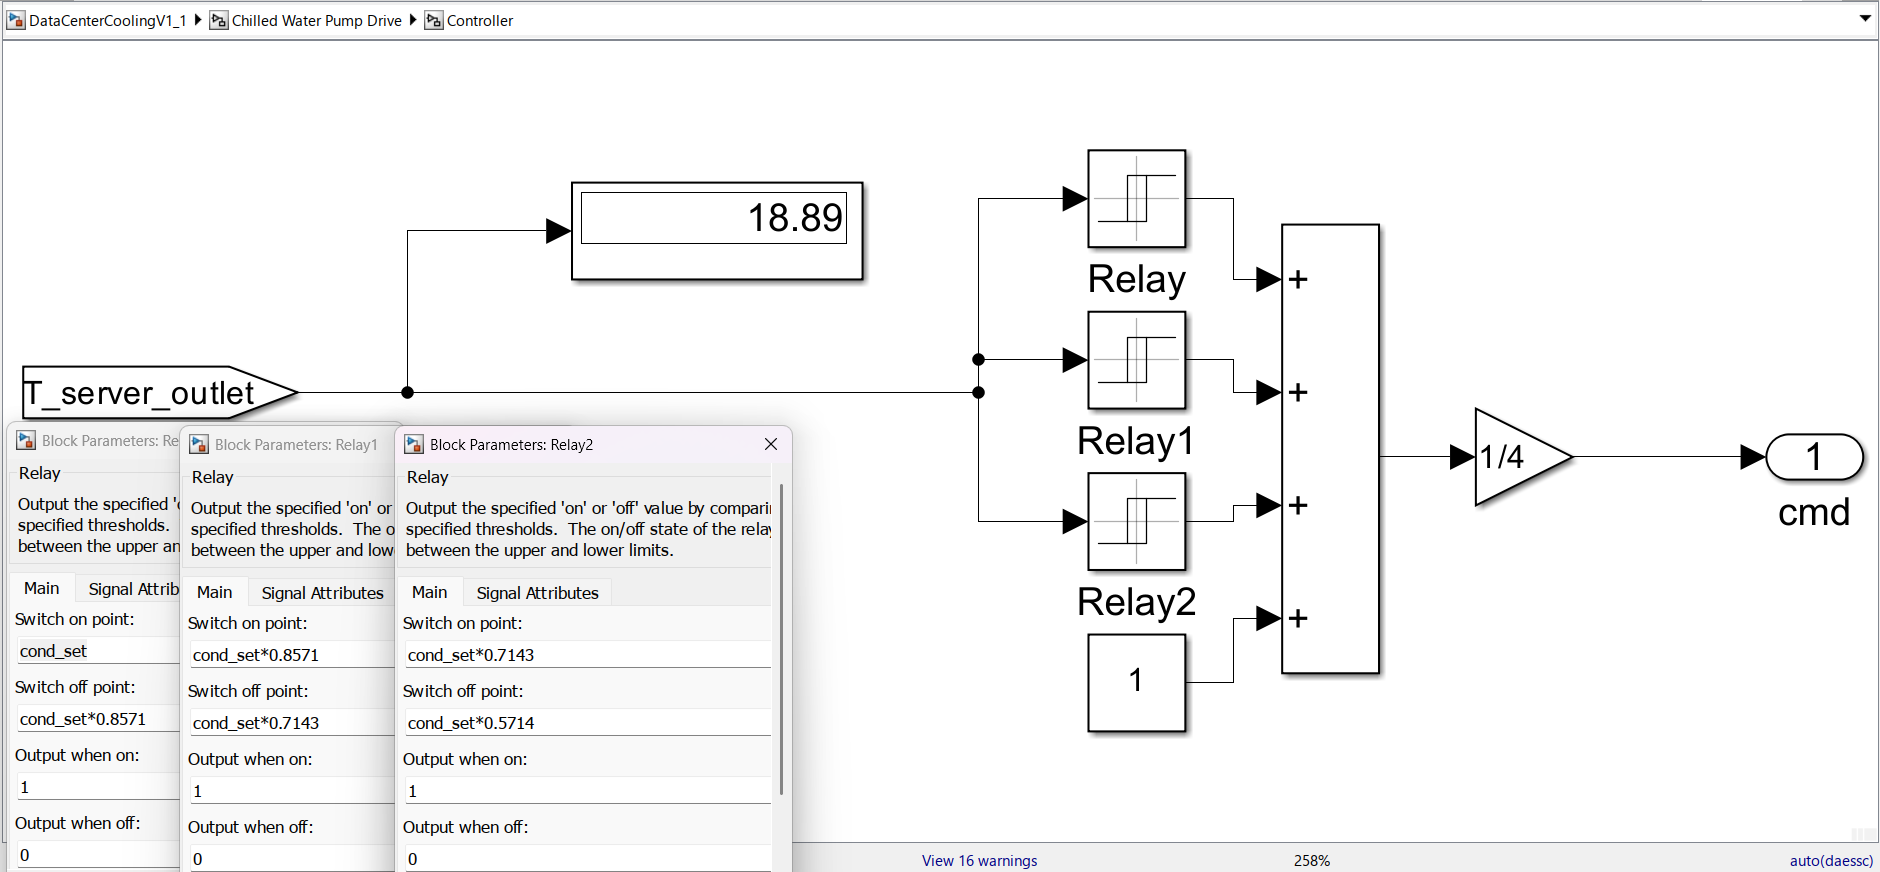 DataCenterCoolingV1_1 Chilled Water Pump Drive Controller
18.89
T_server_outlet
Relay
Relay1
Relay2
1
+
+
+
+
1/4
1
cmd
Block Parameters: Re
Relay
Output the specified '
specified thresholds.
between the upper an
Main Signal Attrib
Switch on point:
cond_set
Switch off point:
cond_set*0.8571
Output when on:
1
Output when off:
0
Block Parameters: Relay1
Relay
Output the specified 'on' or
specified thresholds. The o
between the upper and low
Main Signal Attributes
Switch on point:
cond_set*0.8571
Switch off point:
cond_set*0.7143
Output when on:
1
Output when off:
0
Block Parameters: Relay2
Relay
Output the specified 'on' or 'off' value by compari
specified thresholds. The on/off state of the relay
between the upper and lower limits.
Main Signal Attributes
Switch on point:
cond_set*0.7143
Switch off point:
cond_set*0.5714
Output when on:
1
Output when off:
0
View 16 warnings 258% auto(daessc)